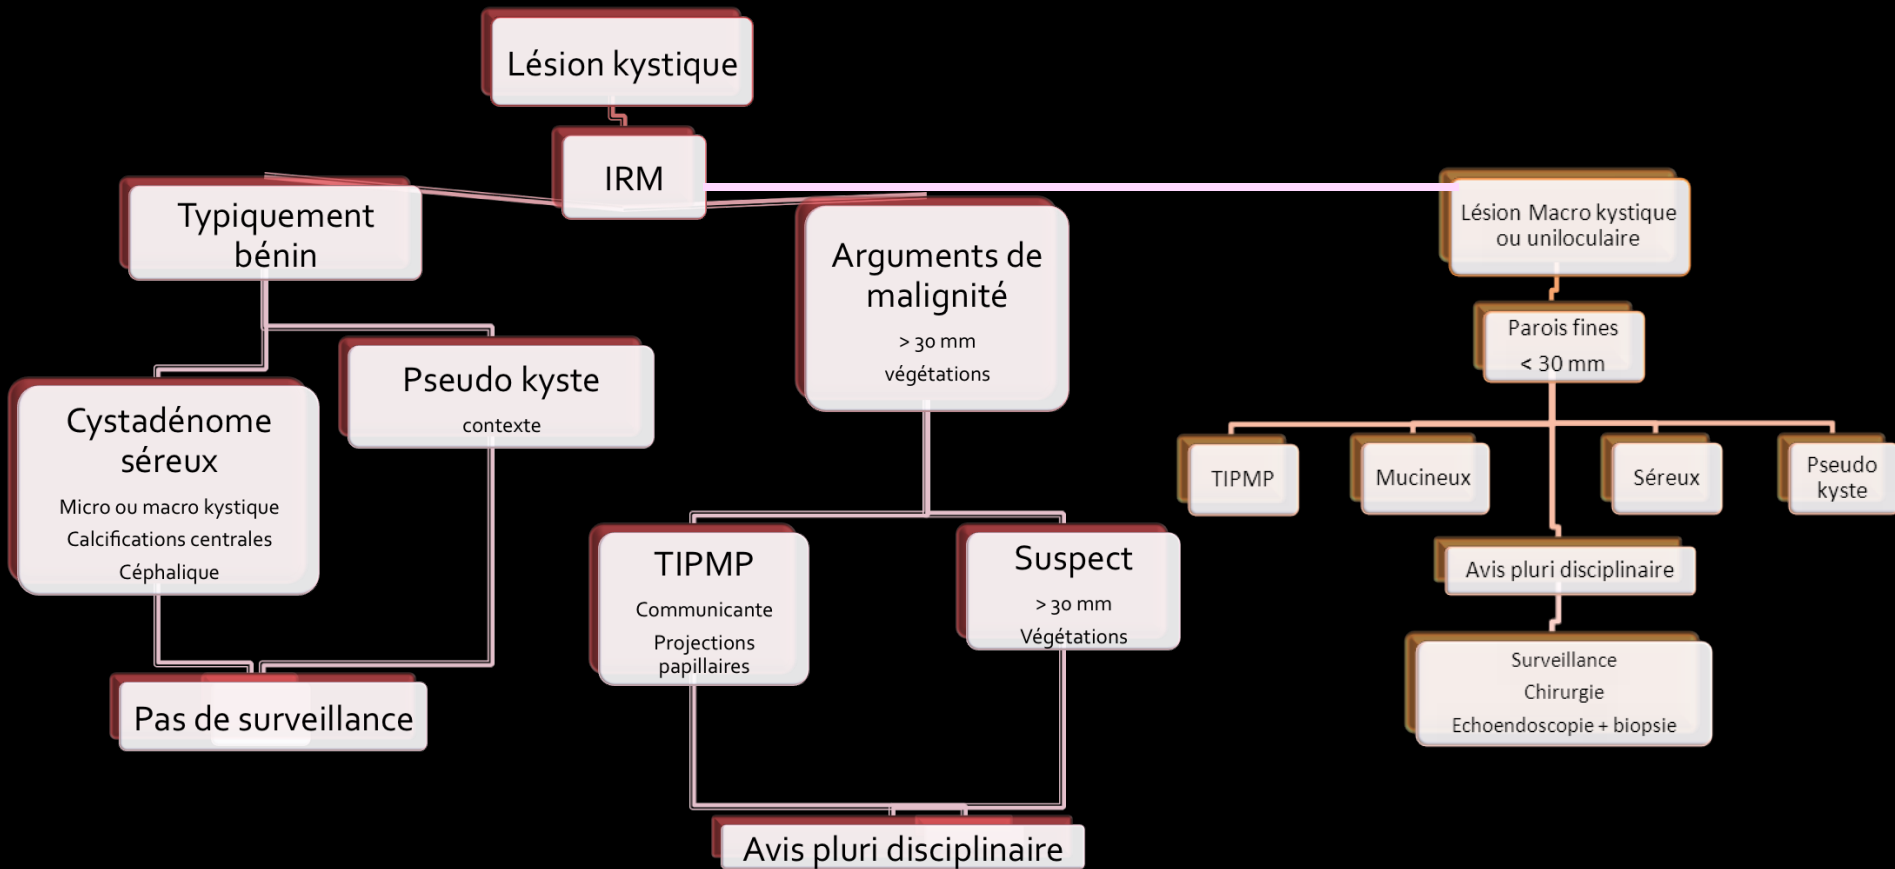 Lésion kystique
IRM
Typiquement
bénin
Cystadénome
séreux
Micro ou macro kystique
Calcifications centrales
Céphalique
Pseudo kyste
contexte
Pas de surveillance
Arguments de
malignité
> 30 mm
végétations
TIPMP
Communicante
Projections
papillaires
Suspect
> 30 mm
Végétations
Avis pluri disciplinaire
Lésion Macro kystique
ou uniloculaire
Parois fines
< 30 mm
TIPMP
Mucineux
Séreux
Pseudo
kyste
Avis pluri disciplinaire
Surveillance
Chirurgie
Echoendoscopie + biopsie